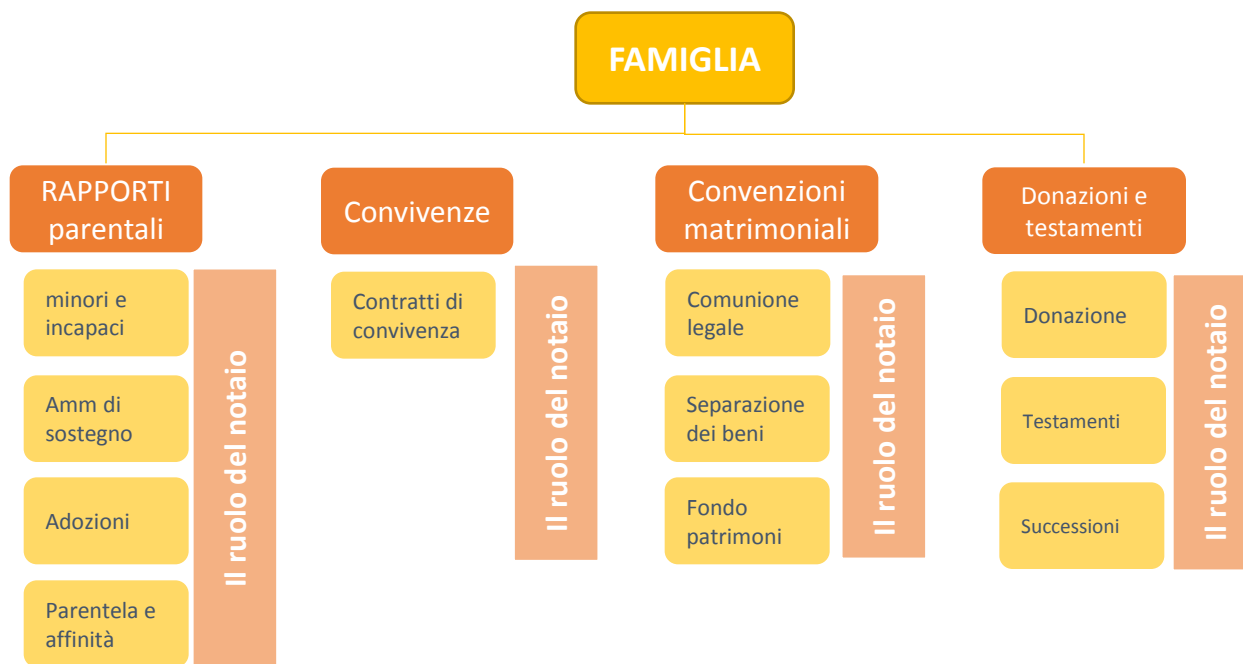 FAMIGLIA
RAPPORTI
parentali
minori e
incapaci
Amm di
sostegno
Adozioni
Parentela e
affinità
Il ruolo del notaio
Convivenze
Contratti di
convivenza
Il ruolo del notaio
Convenzioni
matrimoniali
Comunione
legale
Separazione
dei beni
Fondo
patrimoni
Il ruolo del notaio
Donazioni e
testamenti
Donazione
Testamenti
Successioni
Il ruolo del notaio